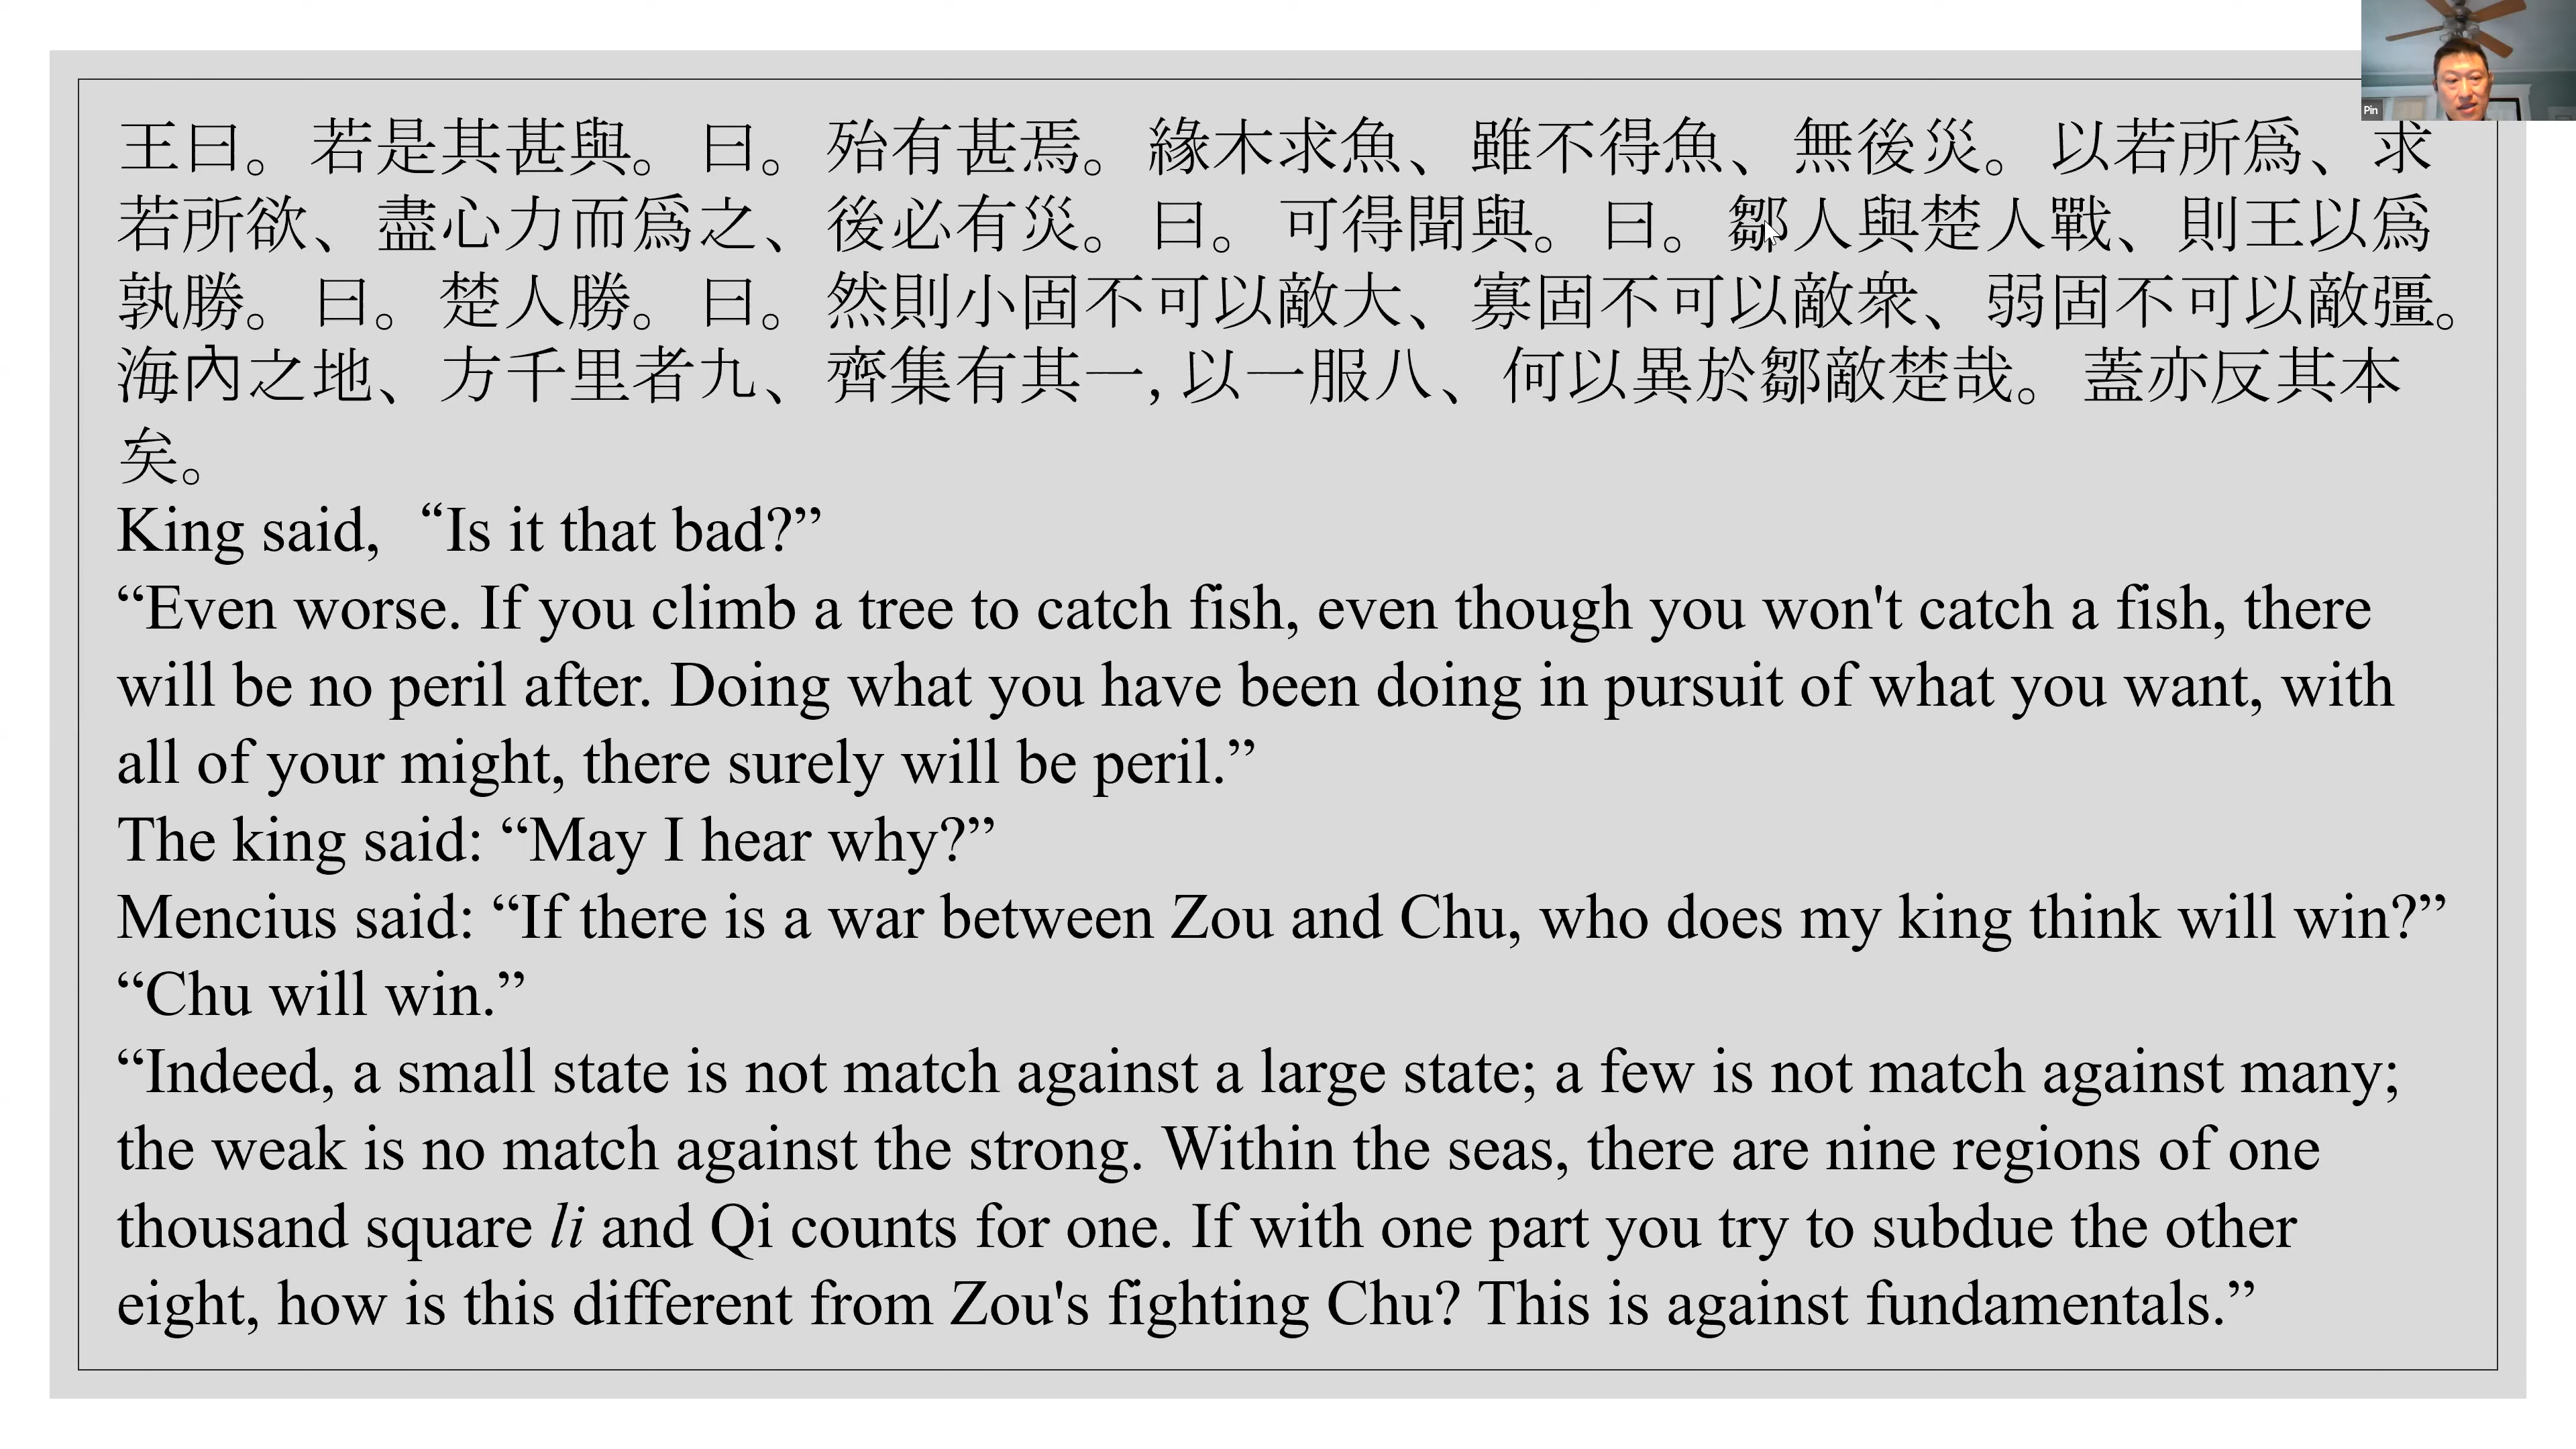 王曰。若是其甚與。曰。殆有甚焉。緣木求魚、雖不得魚、無後災。以若所爲、求
若所欲、盡心力而爲之、後必有災。曰。可得聞與。曰。鄒人與楚人戰、則王以爲
孰勝。曰。楚人勝。曰。然則小固不可以敵大、寡固不可以敵衆、弱固不可以敵彊。
海內之地、方千里者九、齊集有其一,以一服八、何以異於鄒敵楚哉。蓋亦反其本
矣。
King said, “Is it that bad?”
“Even worse. If you climb a tree to catch fish, even though you won't catch a fish, there
will be no peril after. Doing what you have been doing in pursuit of what you want, with
all of your might, there surely will be peril.”
The king said: “May I hear why?”
Mencius said: “If there is a war between Zou and Chu, who does my king think will win?”
“Chu will win.”
“Indeed, a small state is not match against a large state; a few is not match against many;
the weak is no match against the strong. Within the seas, there are nine regions of one
thousand square li and Qi counts for one. If with one part you try to subdue the other
eight, how is this different from Zou's fighting Chu? This is against fundamentals.”
Pin